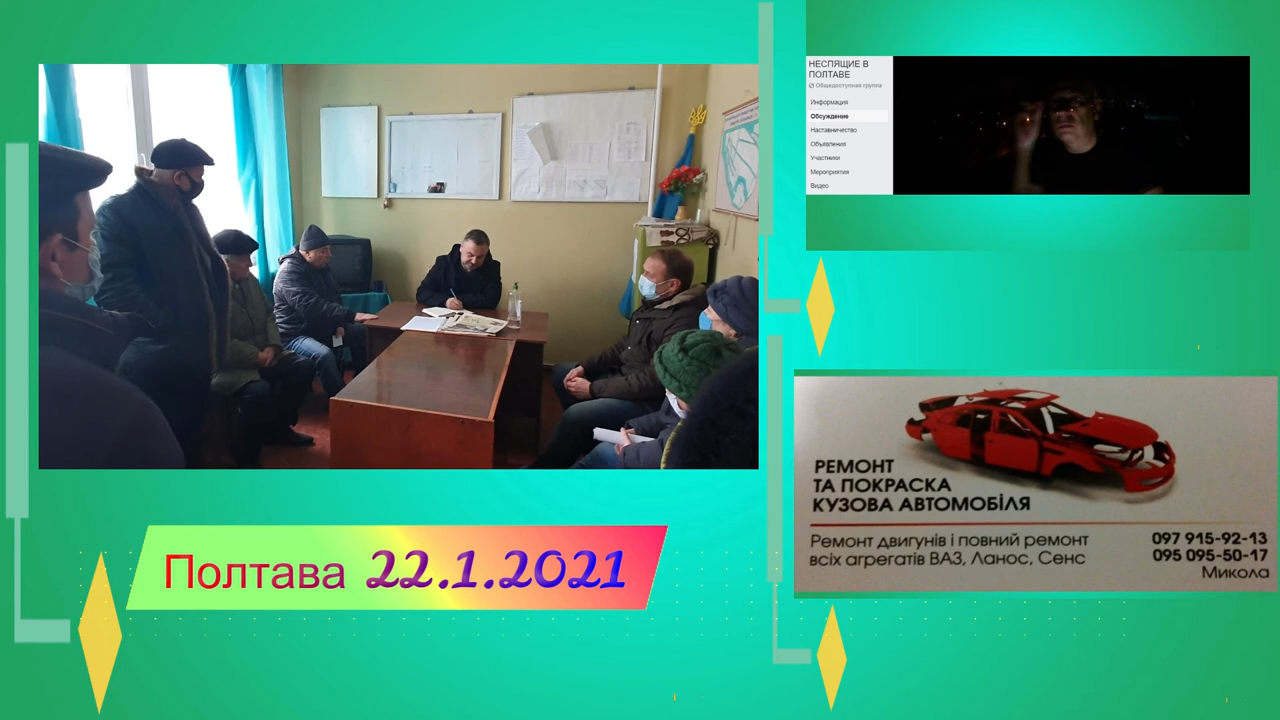 НЕСПЯЩИЕ В
ПОЛТАВЕ
Общедоступная группа
Информация
Обсуждение
Наставничество
Объявления
Участники
Мероприятия
Видео
РЕМОНТ
ТА ПОКРАСКА
КУЗОВА АВТОМОБІЛЯ
Ремонт двигунів і повний ремонт
всіх агрегатів ВАЗ, Ланос, Сенс
097 915-92-13
095 095-50-17
Микола
Полтава 22.1.2021